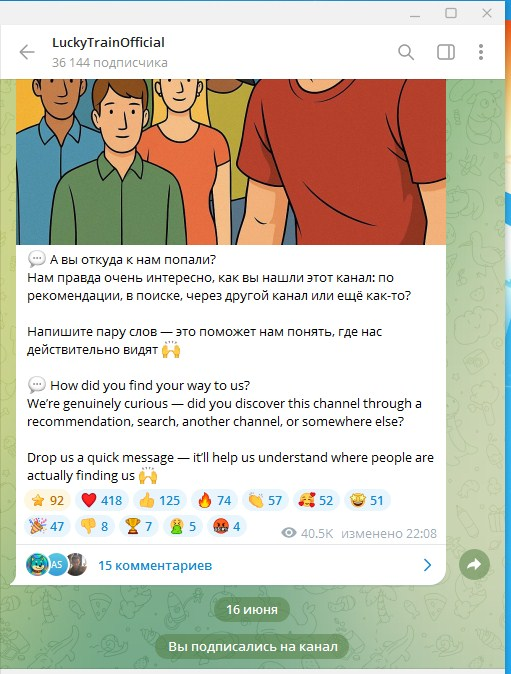 LuckyTrainOfficial
36 144 подписчика
💬 А вы откуда к нам попали?
Нам правда очень интересно, как вы нашли этот канал: по
рекомендации, в поиске, через другой канал или ещё как-то?
Напишите пару слов — это поможет нам понять, где нас
действительно видят 🙌
💬 How did you find your way to us?
We’re genuinely curious — did you discover this channel through a
recommendation, search, another channel, or somewhere else?
Drop us a quick message — it’ll help us understand where people are
actually finding us 🙌
⭐ 92 ❤️ 418 👍 125 🔥 74 👏 57 🥰 52 🤩 51
🎉 47 👎 8 🏆 7 🤮 5 🤬 4 40.5K изменено 22:08
AS 15 комментариев
16 июня
Вы подписались на канал